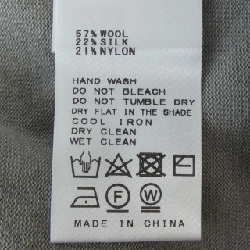 57% WOOL
22% SILK
21% NYLON
HAND WASH
DO NOT BLEACH
DO NOT TUMBLE DRY
DRY FLAT IN THE SHADE
COOL IRON
DRY CLEAN
WET CLEAN
F W
MADE IN CHINA